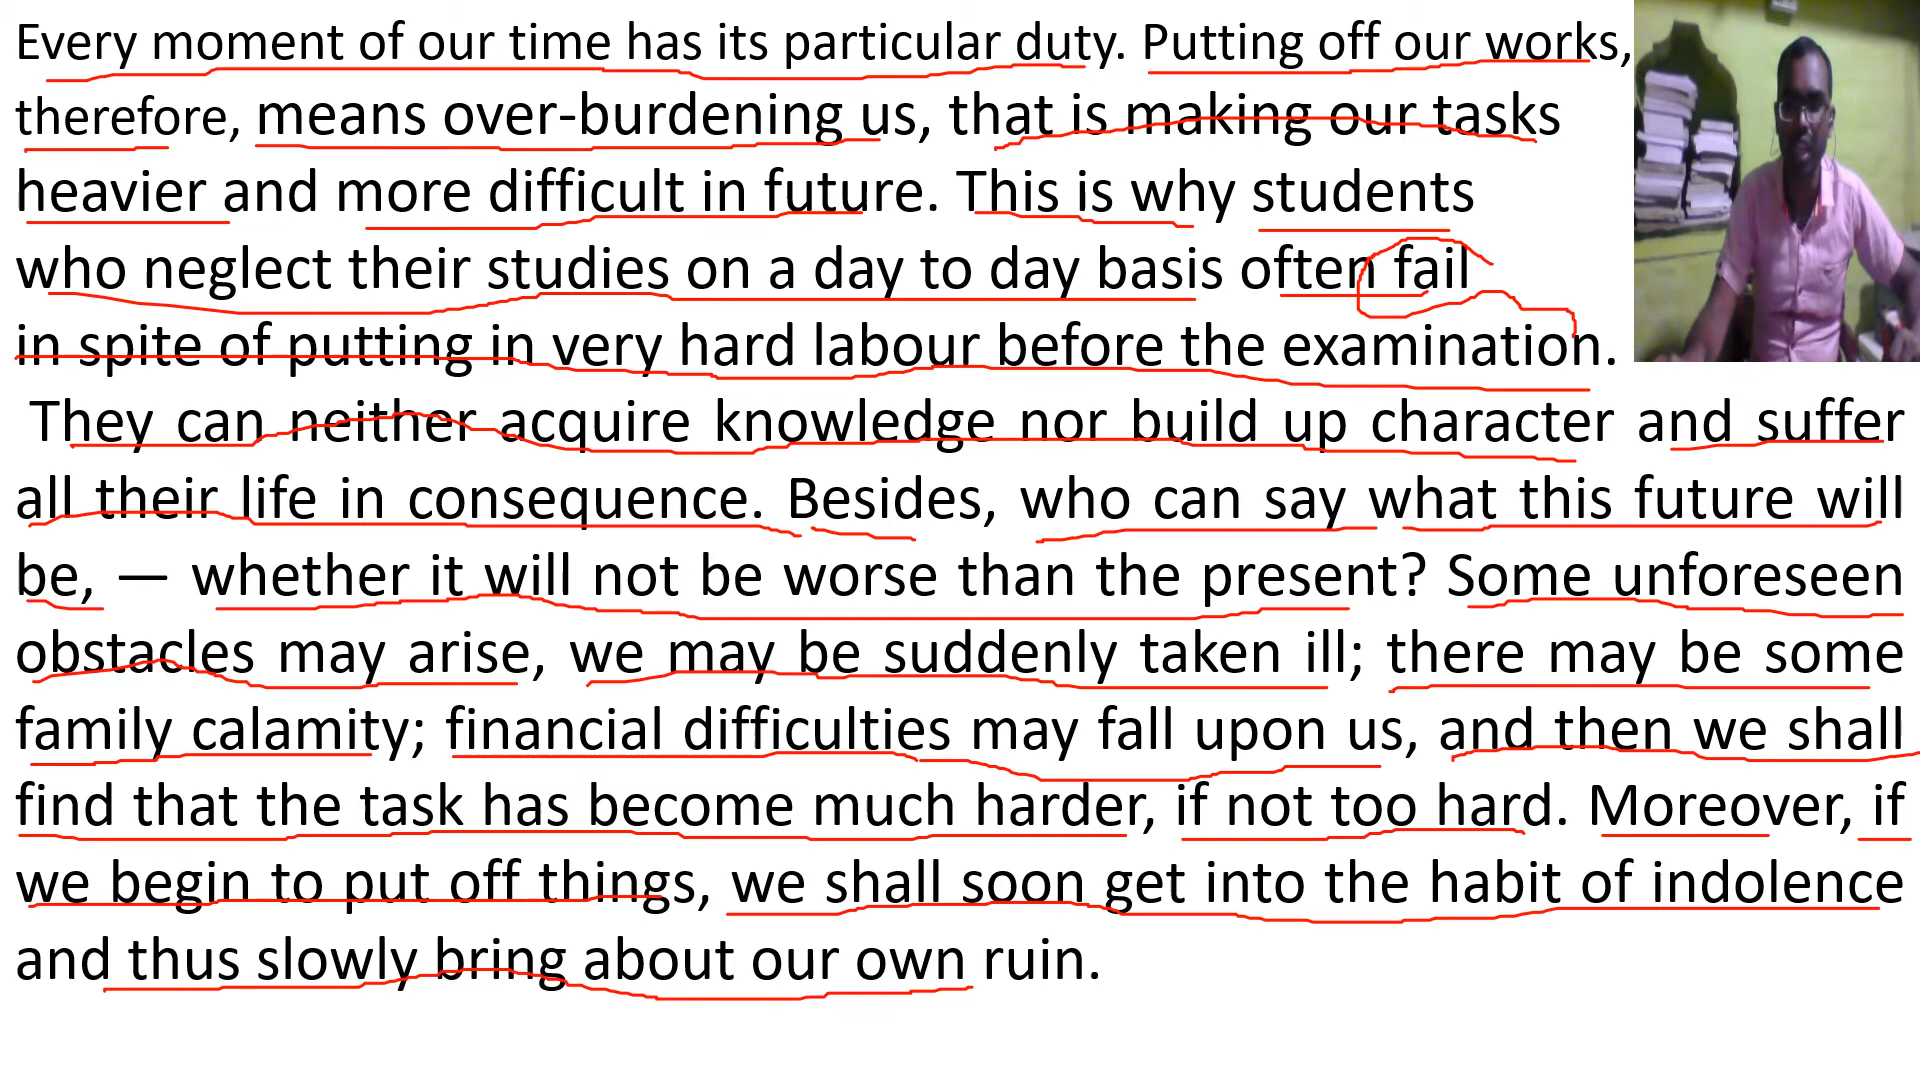 Every moment of our time has its particular duty. Putting off our works,
therefore, means over-burdening us, that is making our tasks
heavier and more difficult in future. This is why students
who neglect their studies on a day to day basis often fail
in spite of putting in very hard labour before the examination.
They can neither acquire knowledge nor build up character and suffer
all their life in consequence. Besides, who can say what this future will
be, — whether it will not be worse than the present? Some unforeseen
obstacles may arise, we may be suddenly taken ill; there may be some
family calamity; financial difficulties may fall upon us, and then we shall
find that the task has become much harder, if not too hard. Moreover, if
we begin to put off things, we shall soon get into the habit of indolence
and thus slowly bring about our own ruin.